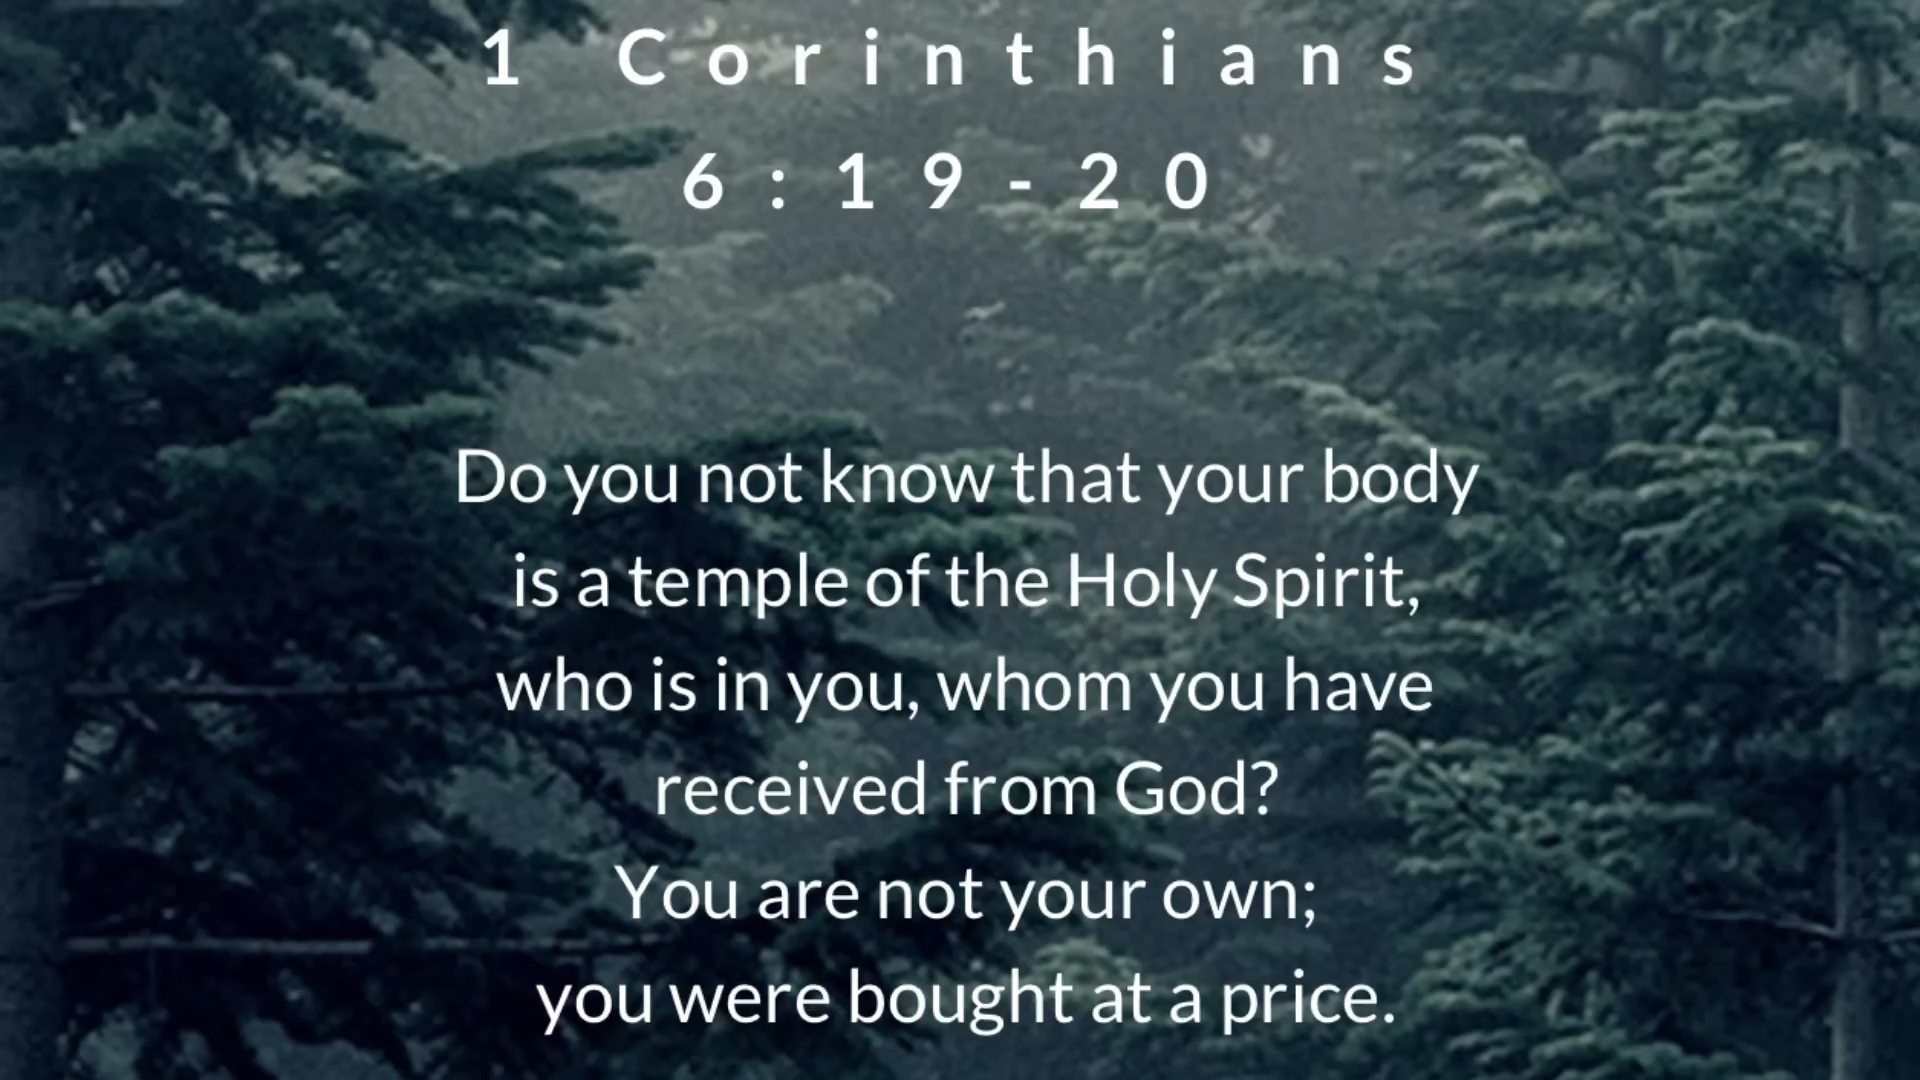 1 Corinthians
6:19-20
Do you not know that your body
is a temple of the Holy Spirit,
who is in you, whom you have
received from God?
You are not your own;
you were bought at a price.